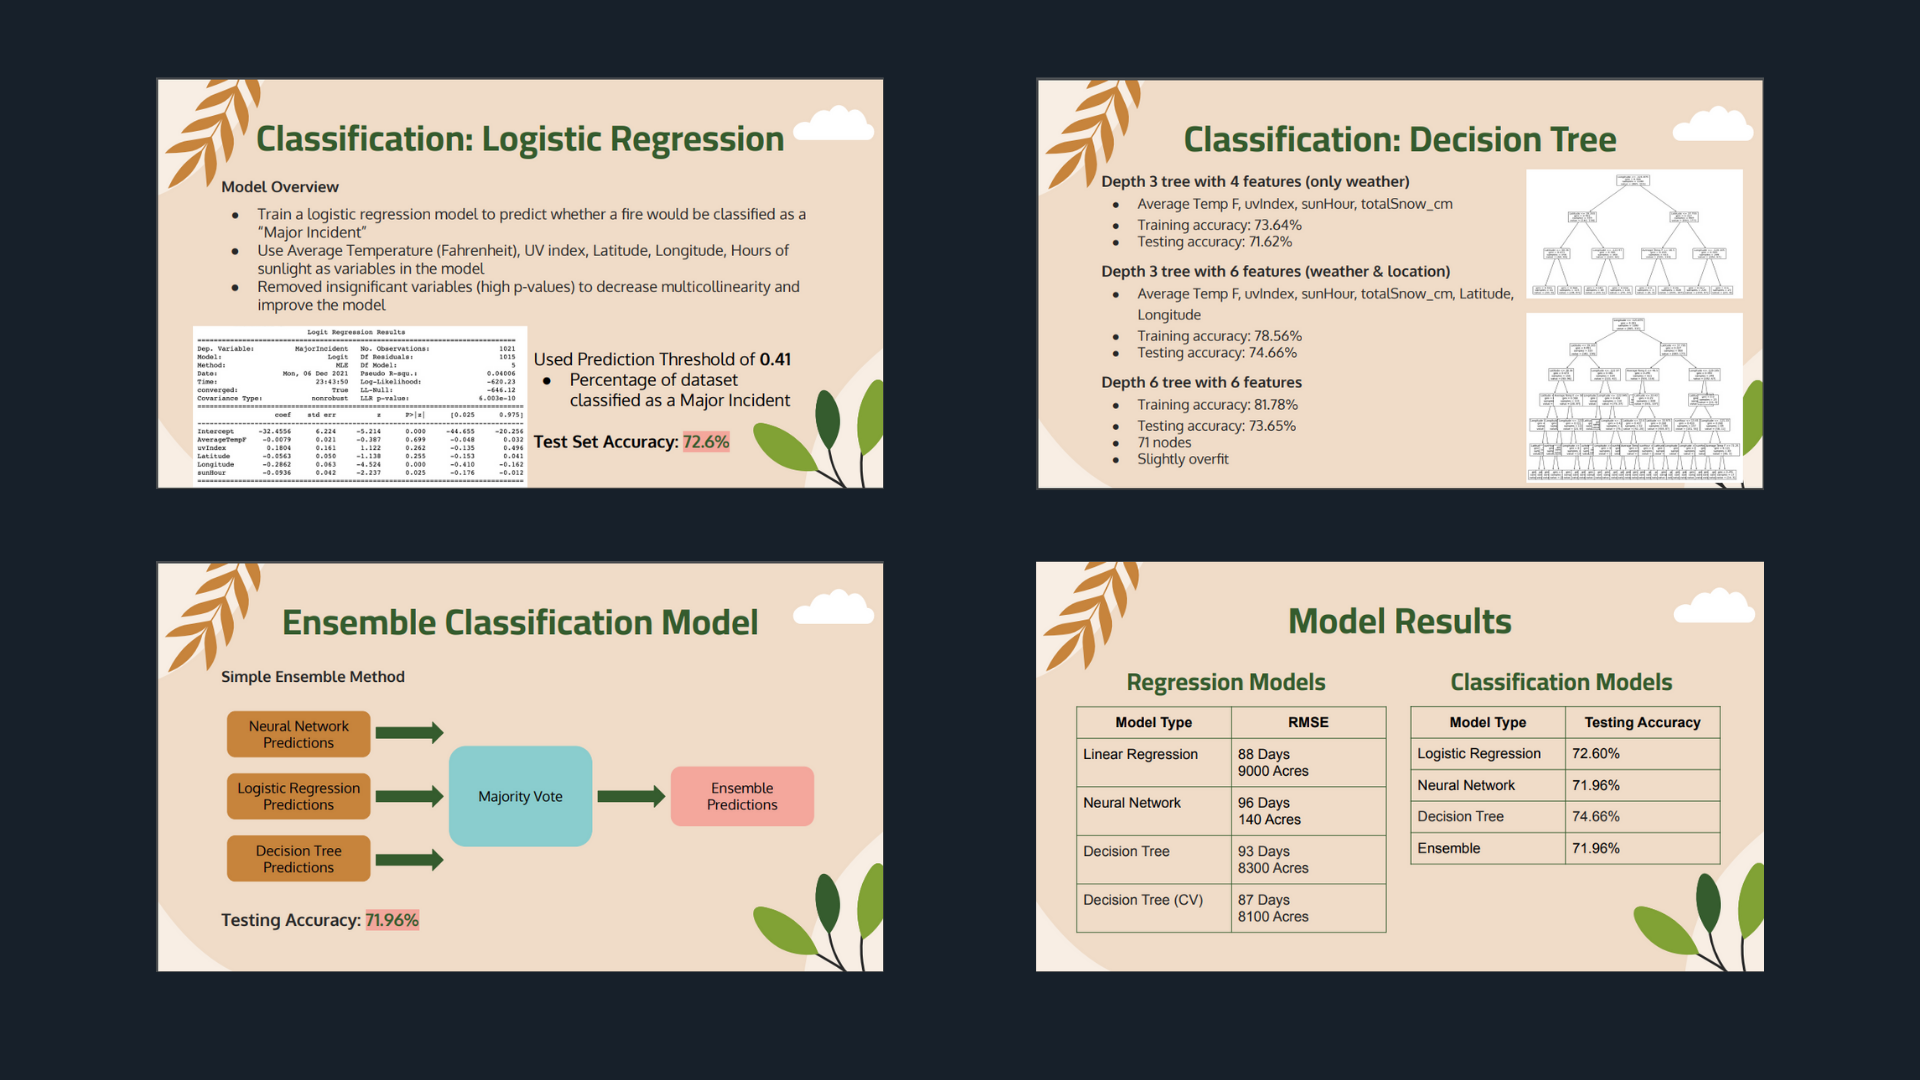 Classification: Logistic Regression
Model Overview
● Train a logistic regression model to predict whether a fire would be classified as a
“Major Incident”
● Use Average Temperature (Fahrenheit), UV index, Latitude, Longitude, Hours of
sunlight as variables in the model
● Removed insignificant variables (high p-values) to decrease multicollinearity and
improve the model
Logit Regression Results
Dep. Variable: MajorIncident No. Observations: 1021
Model: Logit Df Residuals: 1015
Method: MLE Df Model: 5
Date: Mon, 06 Dec 2021 Pseudo R-squ.: 0.04006
Time: 23:43:50 Log-Likelihood: -620.23
converged: True LL-Null: -646.12
Covariance Type: nonrobust LLR p-value: 6.003e-10
coef std err z P>|z| [0.025 0.975]
Intercept -32.4556 6.224 -5.214 0.000 -44.655 -20.256
AverageTempF -0.0079 0.021 -0.387 0.699 -0.048 0.032
uvIndex 0.1804 0.161 1.122 0.262 -0.135 0.496
Latitude -0.0563 0.050 -1.138 0.255 -0.153 0.041
Longitude -0.2862 0.063 -4.524 0.000 -0.410 -0.162
sunHour -0.0936 0.042 -2.237 0.025 -0.176 -0.012
Used Prediction Threshold of 0.41
● Percentage of dataset
classified as a Major Incident
Test Set Accuracy: 72.6%
Classification: Decision Tree
Depth 3 tree with 4 features (only weather)
● Average Temp F, uvIndex, sunHour, totalSnow_cm
● Training accuracy: 73.64%
● Testing accuracy: 71.62%
Depth 3 tree with 6 features (weather & location)
● Average Temp F, uvIndex, sunHour, totalSnow_cm, Latitude,
Longitude
● Training accuracy: 78.56%
● Testing accuracy: 74.66%
Depth 6 tree with 6 features
● Training accuracy: 81.78%
● Testing accuracy: 73.65%
● 71 nodes
● Slightly overfit
Ensemble Classification Model
Simple Ensemble Method
Neural Network
Predictions
Logistic Regression
Predictions
Decision Tree
Predictions
Majority Vote
Ensemble
Predictions
Testing Accuracy: 71.96%
Model Results
Regression Models
Model Type RMSE
Linear Regression 88 Days
9000 Acres
Neural Network 96 Days
140 Acres
Decision Tree 93 Days
8300 Acres
Decision Tree (CV) 87 Days
8100 Acres
Classification Models
Model Type Testing Accuracy
Logistic Regression 72.60%
Neural Network 71.96%
Decision Tree 74.66%
Ensemble 71.96%